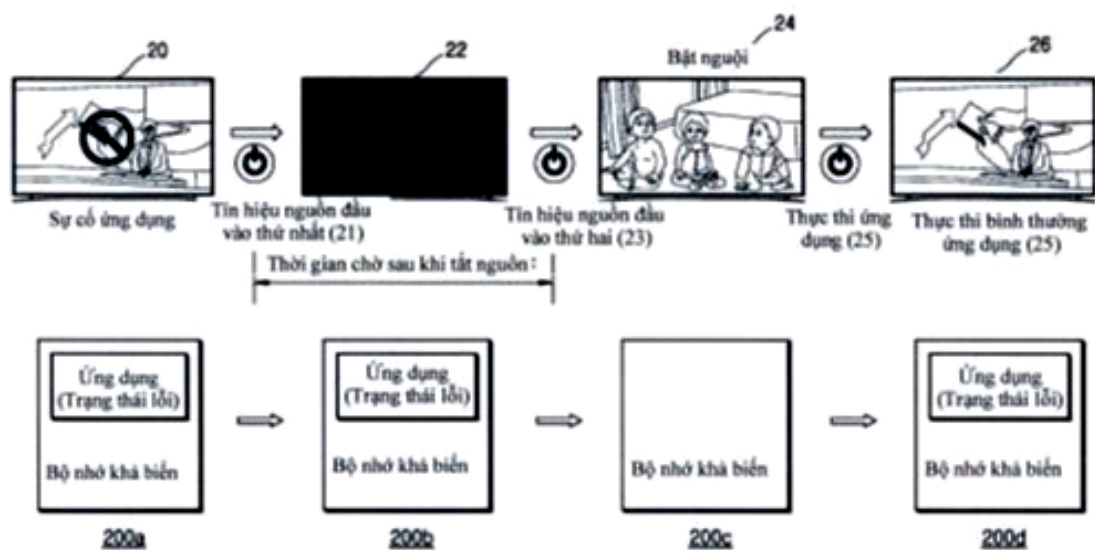 20
22
24
26
Bật nguội
Sự cố ứng dụng
Tín hiệu nguồn đầu
vào thứ nhất (21)
Tín hiệu nguồn đầu
vào thứ hai (23)
Thực thi ứng
dụng (25)
Thực thi bình thường
ứng dụng (25)
Thời gian chờ sau khi tắt nguồn:
Ứng dụng
(Trạng thái lỗi)
Bộ nhớ khả biến
200a
Ứng dụng
(Trạng thái lỗi)
Bộ nhớ khả biến
200b
Bộ nhớ khả biến
200c
Ứng dụng
(Trạng thái lỗi)
Bộ nhớ khả biến
200d